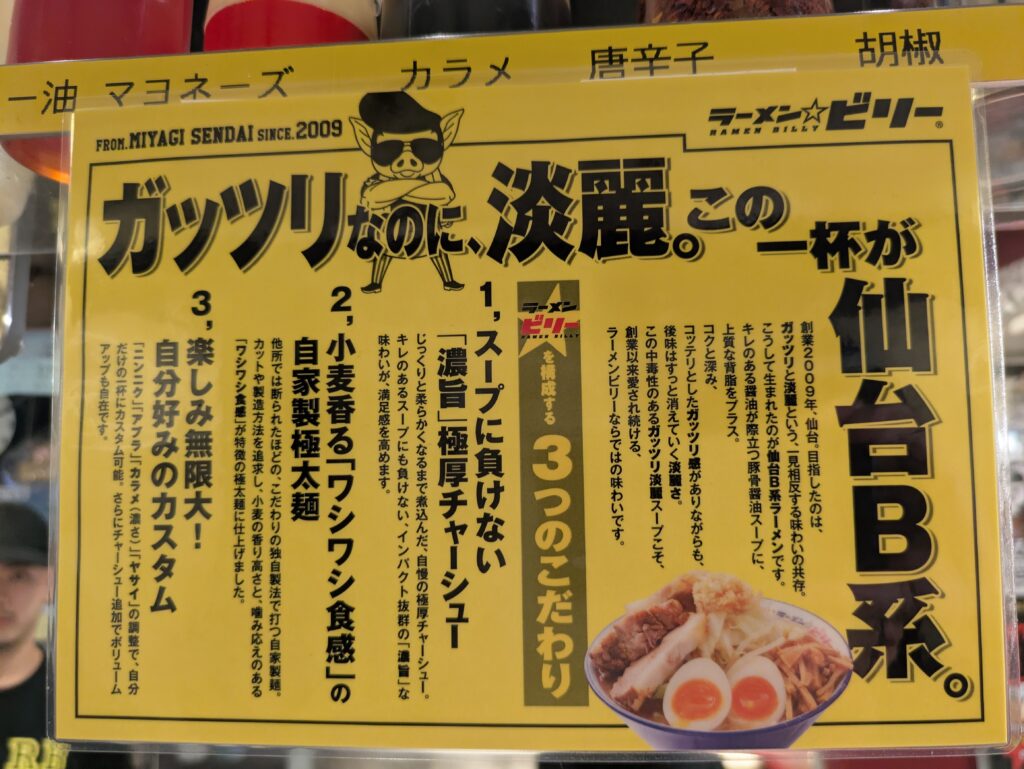 ー油
マヨネーズ
カラメ
唐辛子
胡椒
FROM. MIYAGI SENDAI SINCE. 2009
ラーメン☆ビリー®
RAMEN BILLY
ガッツリなのに、淡麗。この一杯が
仙台B系。
創業2009年、仙台。目指したのは、
ガッツリと淡麗という、一見相反する味わいの共存。
こうして生まれたのが仙台B系ラーメンです。
キレのある醤油が際立つ豚骨醤油スープに、
上質な背脂をプラス。
コクと深み、
コッテリとしたガッツリ感がありながらも、
後味はすっと消えていく淡麗さ。
この中毒性のあるガッツリ淡麗スープこそ、
創業以来愛され続ける、
ラーメンビリーならではの味わいです。
ラーメン
ビリー
RAMEN BILLY
を構成する
3つのこだわり
1,スープに負けない
「濃旨」極厚チャーシュー
じっくりと柔らかくなるまで煮込んだ、自慢の極厚チャーシュー。
キレのあるスープにも負けない、インパクト抜群の「濃旨」な
味わいが、満足感を高めます。
2,小麦香る「ワシワシ食感」の
自家製極太麺
他所では断られたほどの、こだわりの独自製法で打つ自家製麺。
カットや製造方法を追求し、小麦の香り高さと、噛み応えのある
「ワシワシ食感」が特徴の極太麺に仕上げました。
3,楽しみ無限大!
自分好みのカスタム
「ニンニク」「アブラ」「カラメ(濃さ)」「ヤサイ」の調整で、自分
だけの一杯にカスタム可能。さらにチャーシュー追加でボリューム
アップも自在です。